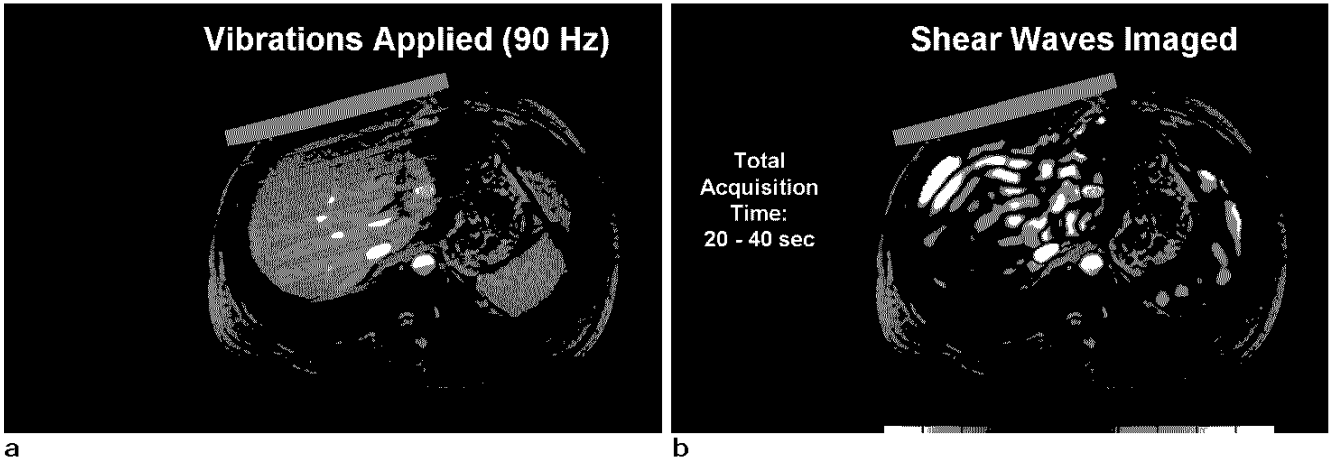 Vibrations Applied (90 Hz)
Shear Waves Imaged
Total
Acquisition
Time:
20 - 40 sec
a
b